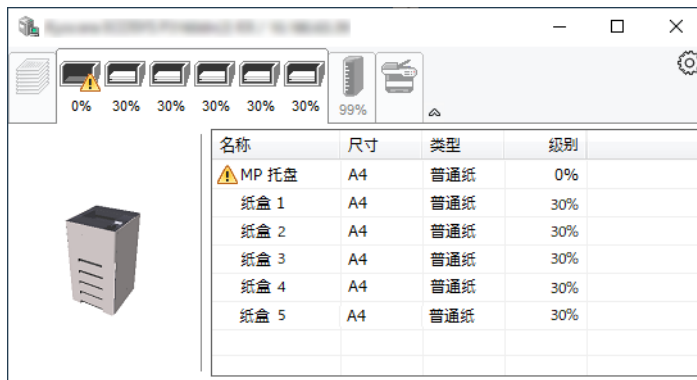 0% 30% 30% 30% 30% 30% 99%
名称 尺寸 类型 级别
MP 托盘 A4 普通纸 0%
纸盒 1 A4 普通纸 30%
纸盒 2 A4 普通纸 30%
纸盒 3 A4 普通纸 30%
纸盒 4 A4 普通纸 30%
纸盒 5 A4 普通纸 30%